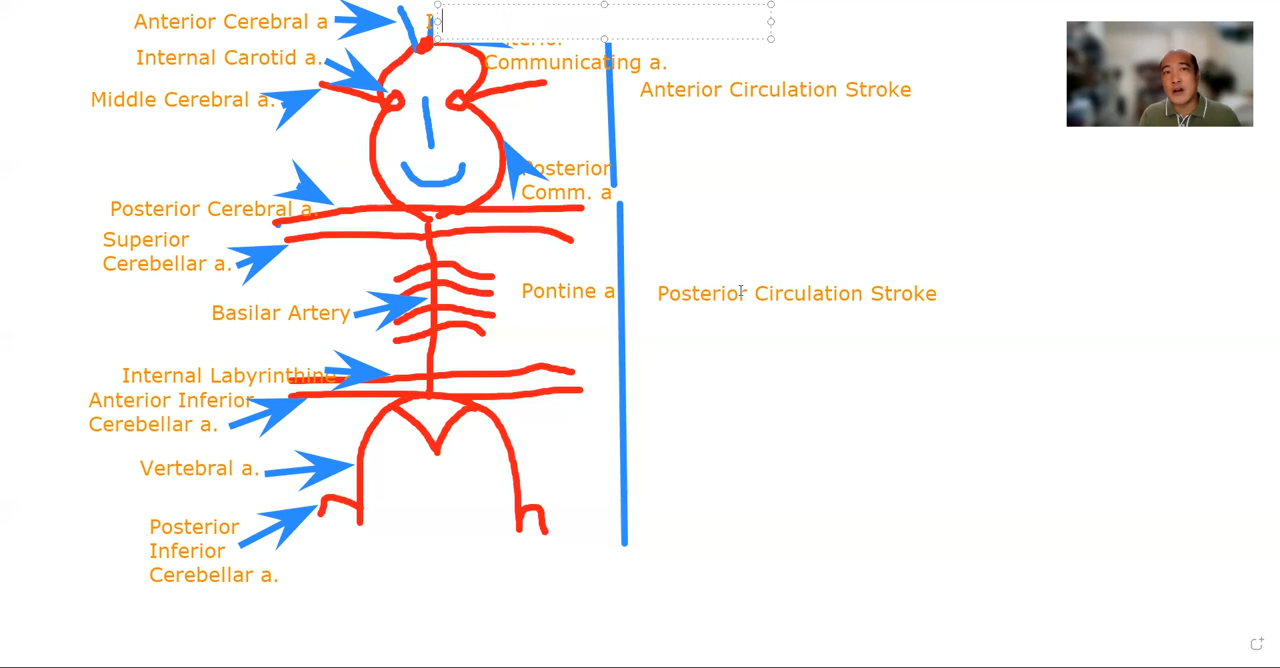 Anterior Cerebral a
I
Internal Carotid a.
Communicating a.
Middle Cerebral a.
Anterior Circulation Stroke
Posterior
Comm. a
Posterior Cerebral a.
Superior
Cerebellar a.
Pontine a
Posterior Circulation Stroke
Basilar Artery
Internal Labyrinthine
Anterior Inferior
Cerebellar a.
Vertebral a.
Posterior
Inferior
Cerebellar a.